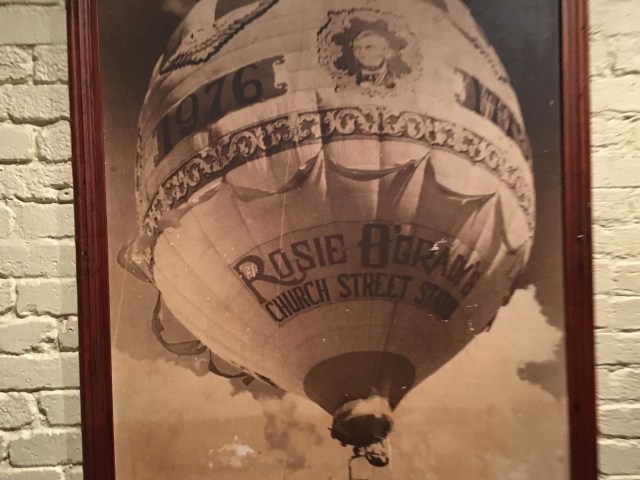 1976
ROSIE O'GRADY'S
CHURCH STREET STATION